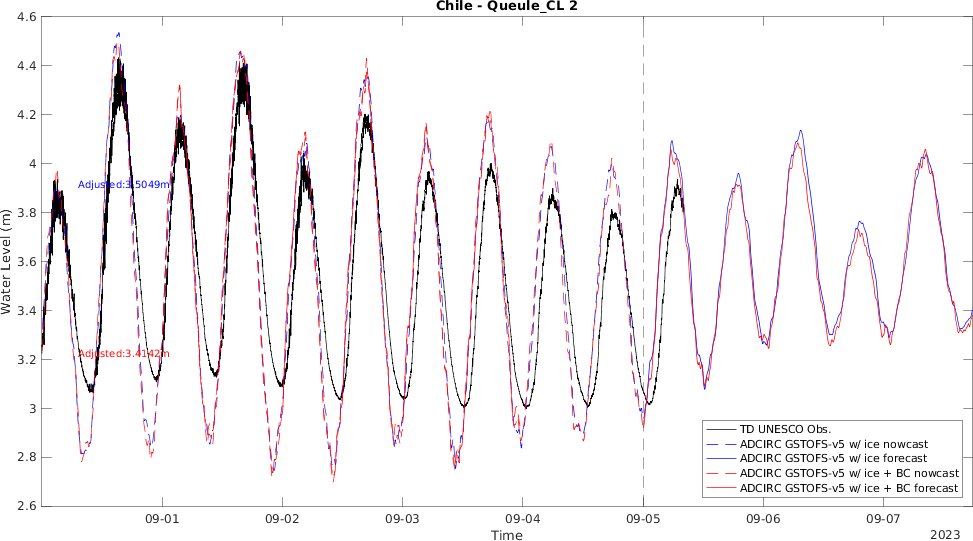 Chile - Queule_CL 2
4.6
4.4
4.2
4
3.8
3.6
3.4
3.2
3
2.8
2.6
Water Level (m)
Adjusted:3.5049m
Adjusted:3.4142m
TD UNESCO Obs.
ADCIRC GSTOFS-v5 w/ ice nowcast
ADCIRC GSTOFS-v5 w/ ice forecast
ADCIRC GSTOFS-v5 w/ ice + BC nowcast
ADCIRC GSTOFS-v5 w/ ice + BC forecast
09-01 09-02 09-03 09-04 09-05 09-06 09-07
Time
2023